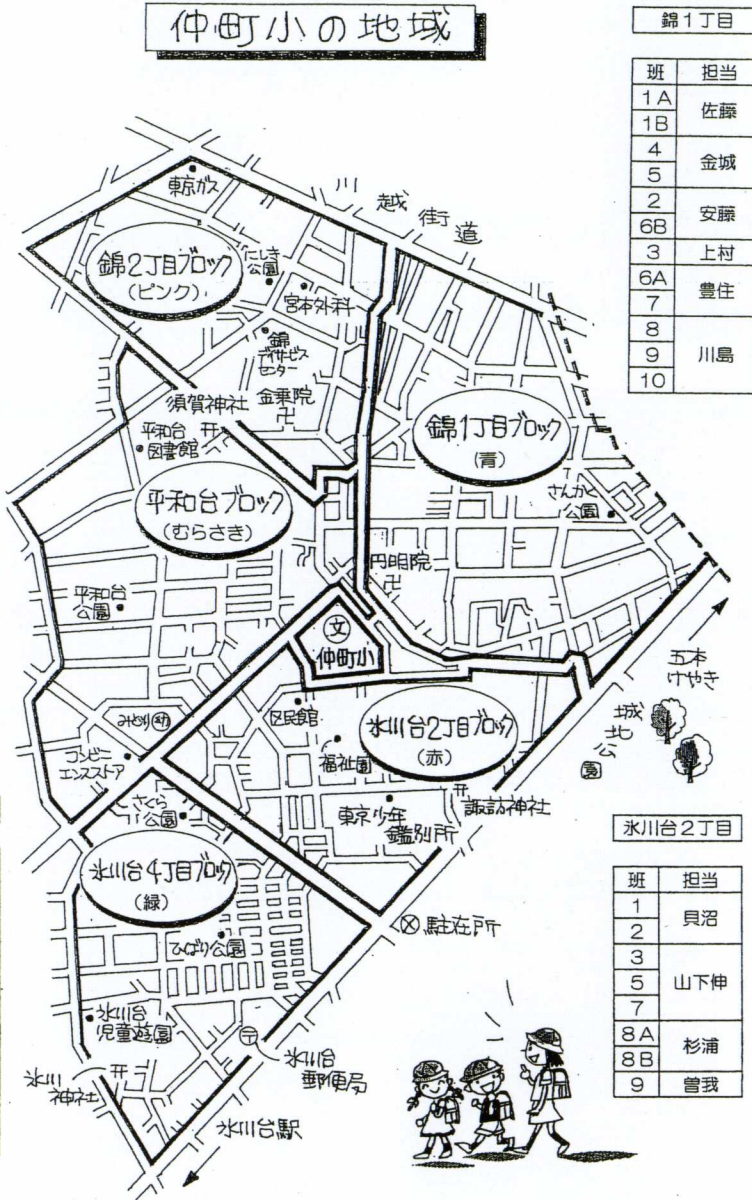 仲町小の地域
錦1丁目
班 担当
1A 佐藤
1B
4 金城
5
2 安藤
6B
3 上村
6A 豊住
7
8 川島
9
10
東京ガス
川越街道
錦2丁目ブロック
(ピンク)
にしき
公園
宮本外科
錦
デイサービス
センター
須賀神社
金乗院
卍
平和台
図書館
錦1丁目ブロック
(青)
さんかく
公園
平和台ブロック
(むらさき)
円明院
卍
平和台
公園
文
仲町小
五本
けやき
みどり幼
区民館
氷川台2丁目ブロック
(赤)
城北公園
コンビニ
エンスストア
福祉園
さくら
公園
東京少年
鑑別所
諏訪神社
氷川台2丁目
班 担当
1 貝沼
2
3 山下伸
5
7
8A 杉浦
8B
9 曽我
氷川台4丁目ブロック
(緑)
駐在所
ひばり公園
氷川台
児童遊園
〒
氷川台
郵便局
氷川
神社
氷川台駅